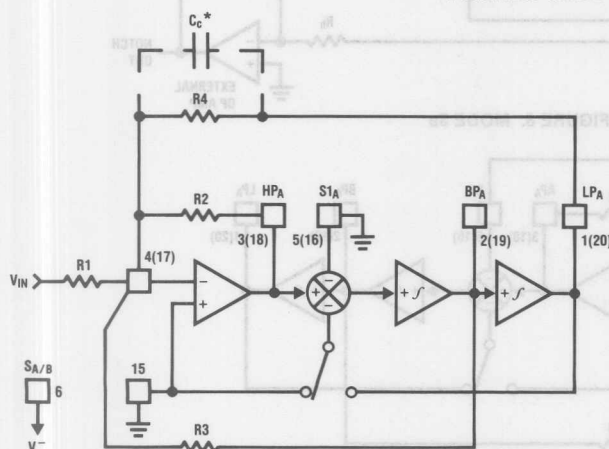 Cc*
R4
R2
HPA
S1A
BPA
LPA
4(17)
3(18)
5(16)
2(19)
1(20)
VIN
R1
−
+
+
−
−
+ ∫
+ ∫
SA/B
6
15
V−
R3